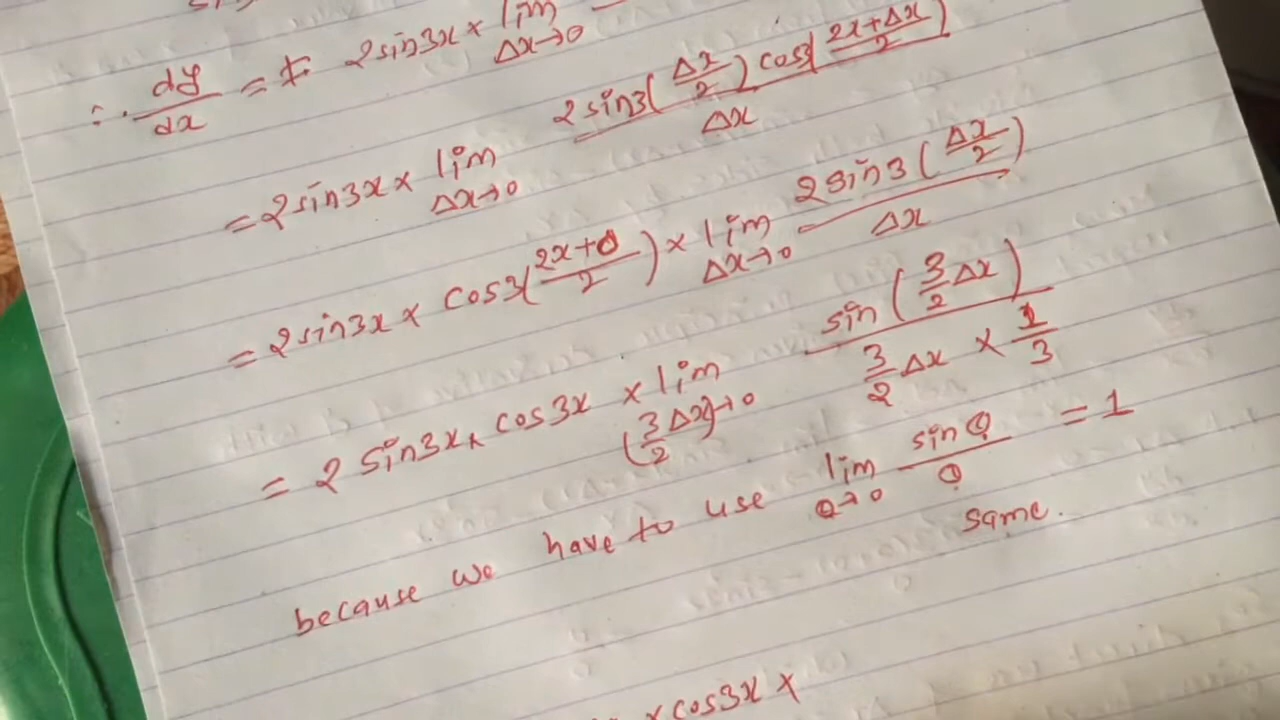 ∴ dy/dx = 2sin3x × lim Δx→0
= 2sin3x × lim Δx→0 2sin3(Δx/2) cos3(2x+Δx/2) / Δx
= 2sin3x × cos3(2x+0/2) × lim Δx→0 2sin3(Δx/2) / Δx
= 2 sin3x × cos3x × lim (3/2 Δx)→0 sin(3/2 Δx) / 3/2 Δx × 1/3
because we have to use lim θ→0 sinθ/θ = 1
same.
× cos3x ×